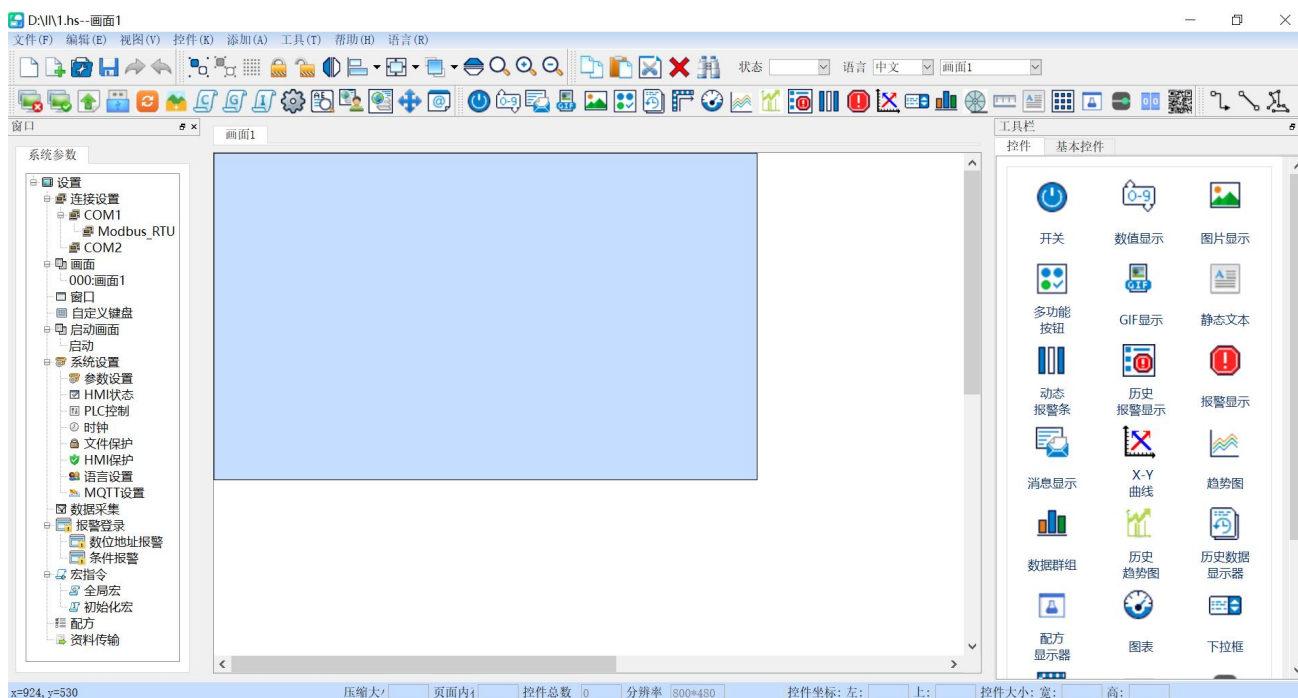 D:\ll\1.hs--画面1
文件(F) 编辑(E) 视图(V) 控件(K) 添加(A) 工具(T) 帮助(H) 语言(R)
状态 语言 中文 画面1
窗口
系统参数
设置
连接设置
COM1
Modbus_RTU
COM2
画面
000:画面1
窗口
自定义键盘
启动画面
启动
系统设置
参数设置
HMI状态
PLC控制
时钟
文件保护
HMI保护
语言设置
MQTT设置
数据采集
报警登录
数位地址报警
条件报警
宏指令
全局宏
初始化宏
配方
资料传输
画面1
工具栏
控件 基本控件
开关 数值显示 图片显示
多功能
按钮
GIF显示 静态文本
动态
报警条
历史
报警显示
报警显示
消息显示
X-Y
曲线
趋势图
数据群组
历史
趋势图
历史数据
显示器
配方
显示器
图表 下拉框
x=924, y=530 压缩大 页面内 控件总数 0 分辨率 800*480 控件坐标: 左: 上: 控件大小: 宽: 高: